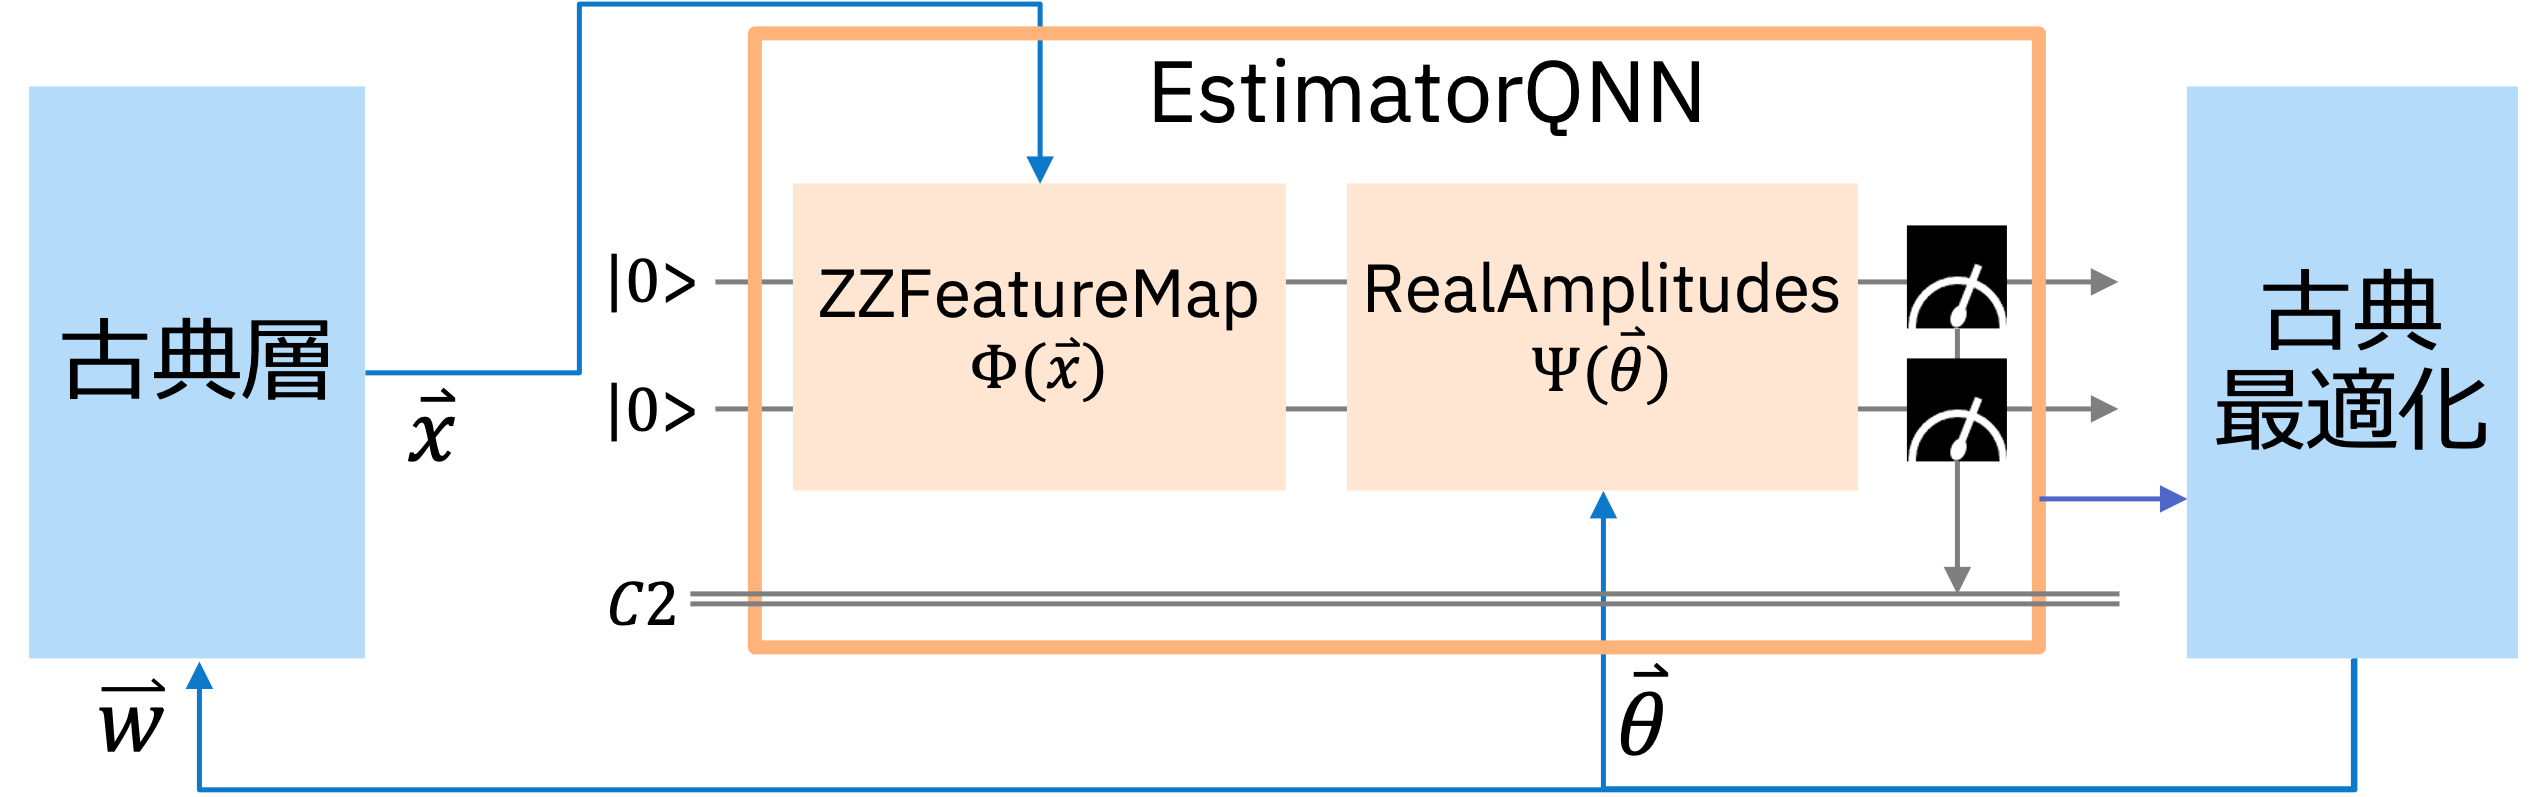 EstimatorQNN
古典層
x⃗
|0>
|0>
ZZFeatureMap
Φ(x⃗)
RealAmplitudes
Ψ(θ⃗)
古典
最適化
C2
w⃗
θ⃗